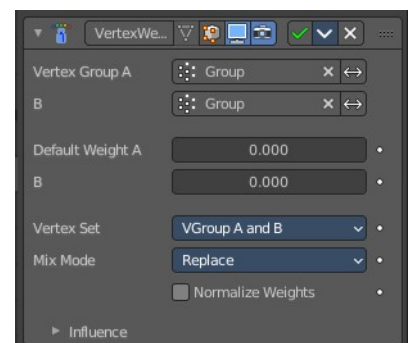 VertexWe...
Vertex Group A Group
B Group
Default Weight A 0.000
B 0.000
Vertex Set VGroup A and B
Mix Mode Replace
Normalize Weights
Influence